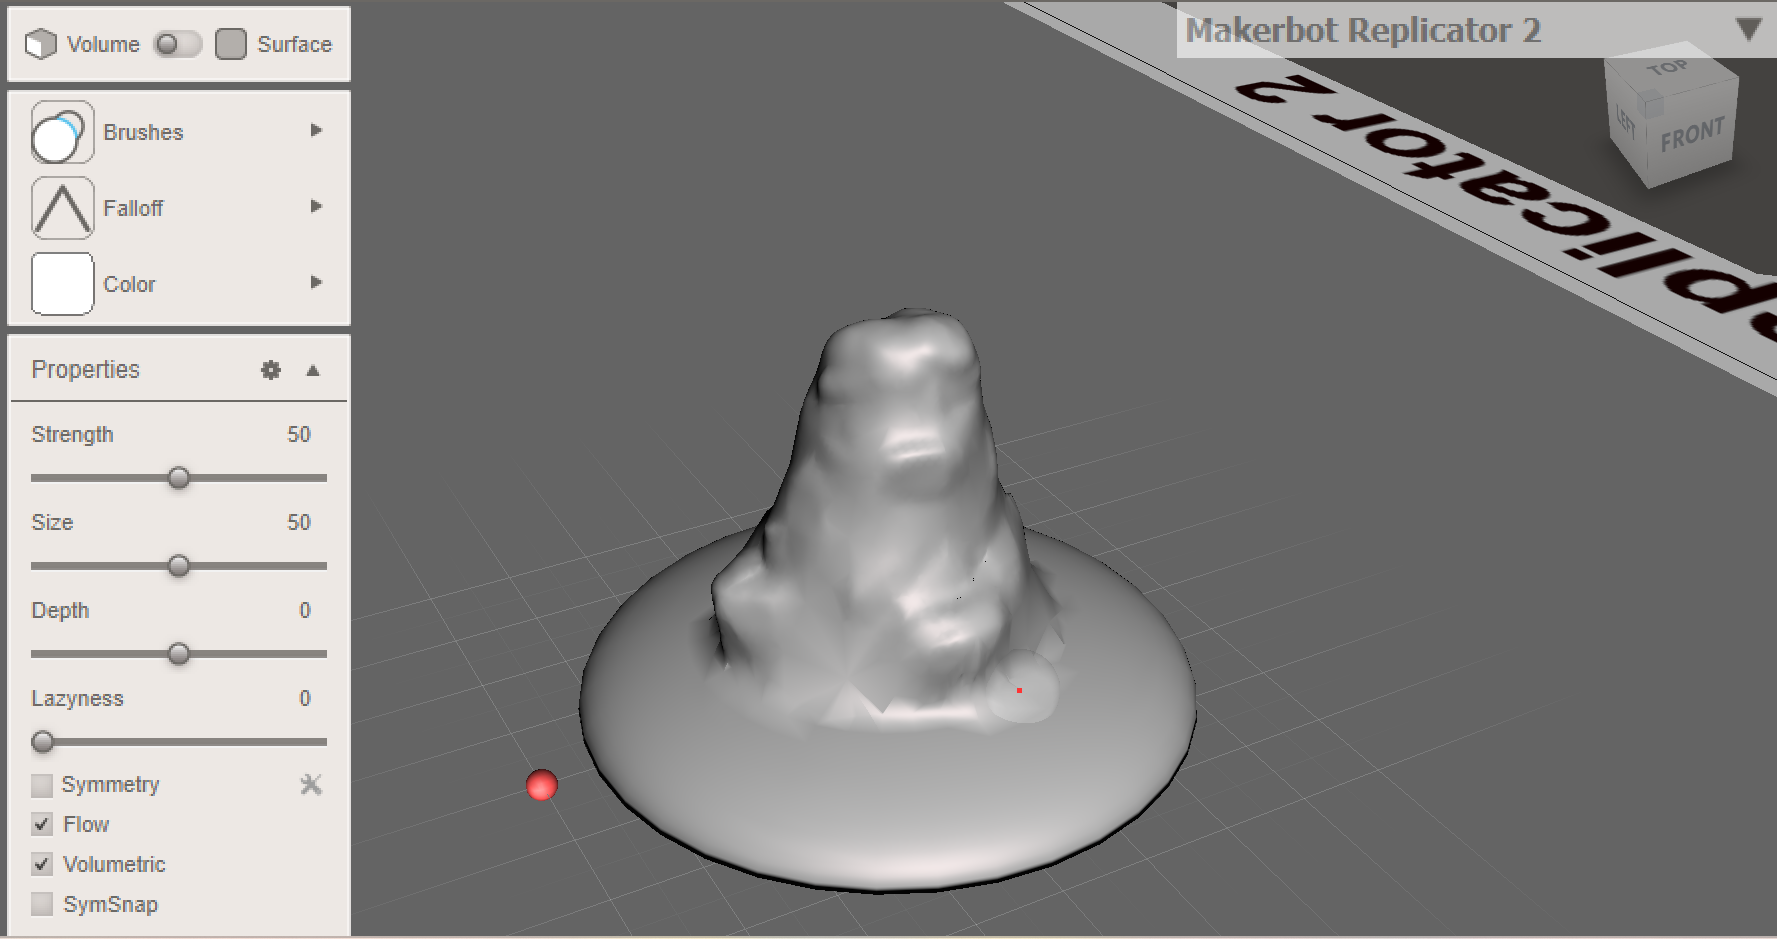 Volume
Surface
Brushes
Falloff
Color
Properties
Strength 50
Size 50
Depth 0
Lazyness 0
Symmetry
Flow
Volumetric
SymSnap
Makerbot Replicator 2
TOP
LEFT
FRONT
plicator 2